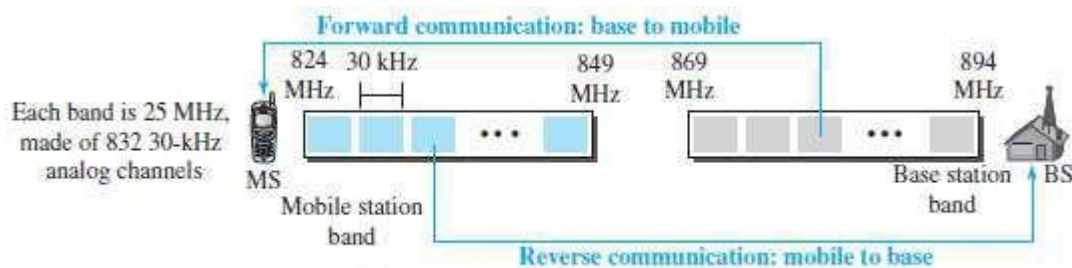 Forward communication: base to mobile
824
MHz
30 kHz
849
MHz
869
MHz
894
MHz
Each band is 25 MHz,
made of 832 30-kHz
analog channels
MS
Mobile station
band
Base station
band
BS
Reverse communication: mobile to base